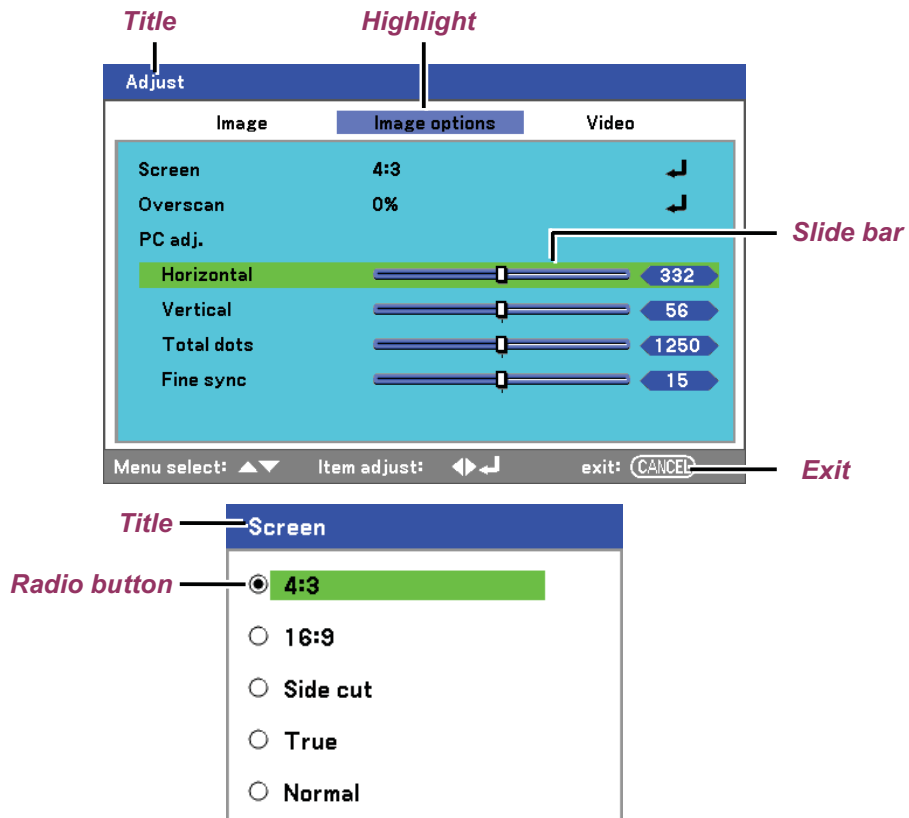 Title Highlight
Adjust
Image Image options Video
Screen 4:3
Overscan 0%
PC adj.
Slide bar
Horizontal 332
Vertical 56
Total dots 1250
Fine sync 15
Menu select: Item adjust: exit: CANCEL
Exit
Title
Screen
Radio button
4:3
16:9
Side cut
True
Normal